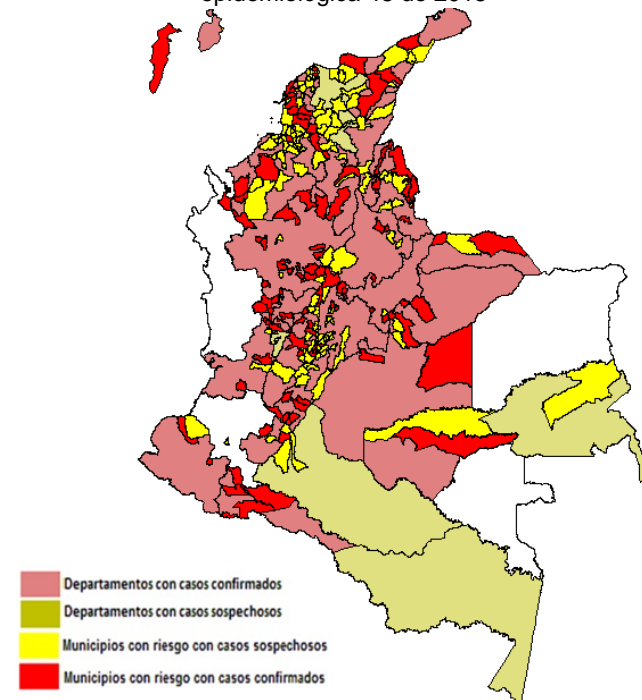 Departamentos con casos confirmados
Departamentos con casos sospechosos
Municipios con riesgo con casos sospechosos
Municipios con riesgo con casos confirmados